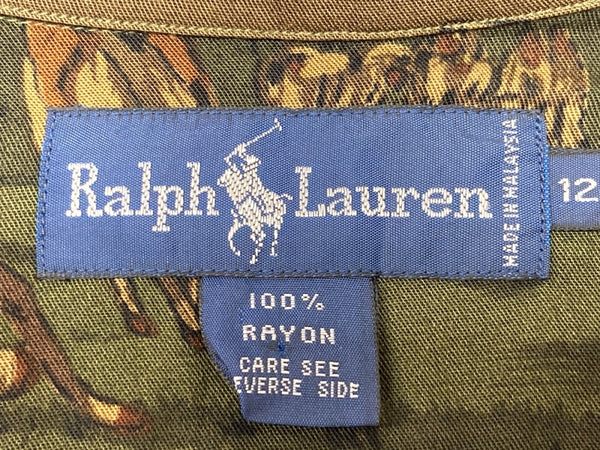 Ralph Lauren
MADE IN MALAYSIA
12
100%
RAYON
CARE SEE
EVERSE SIDE